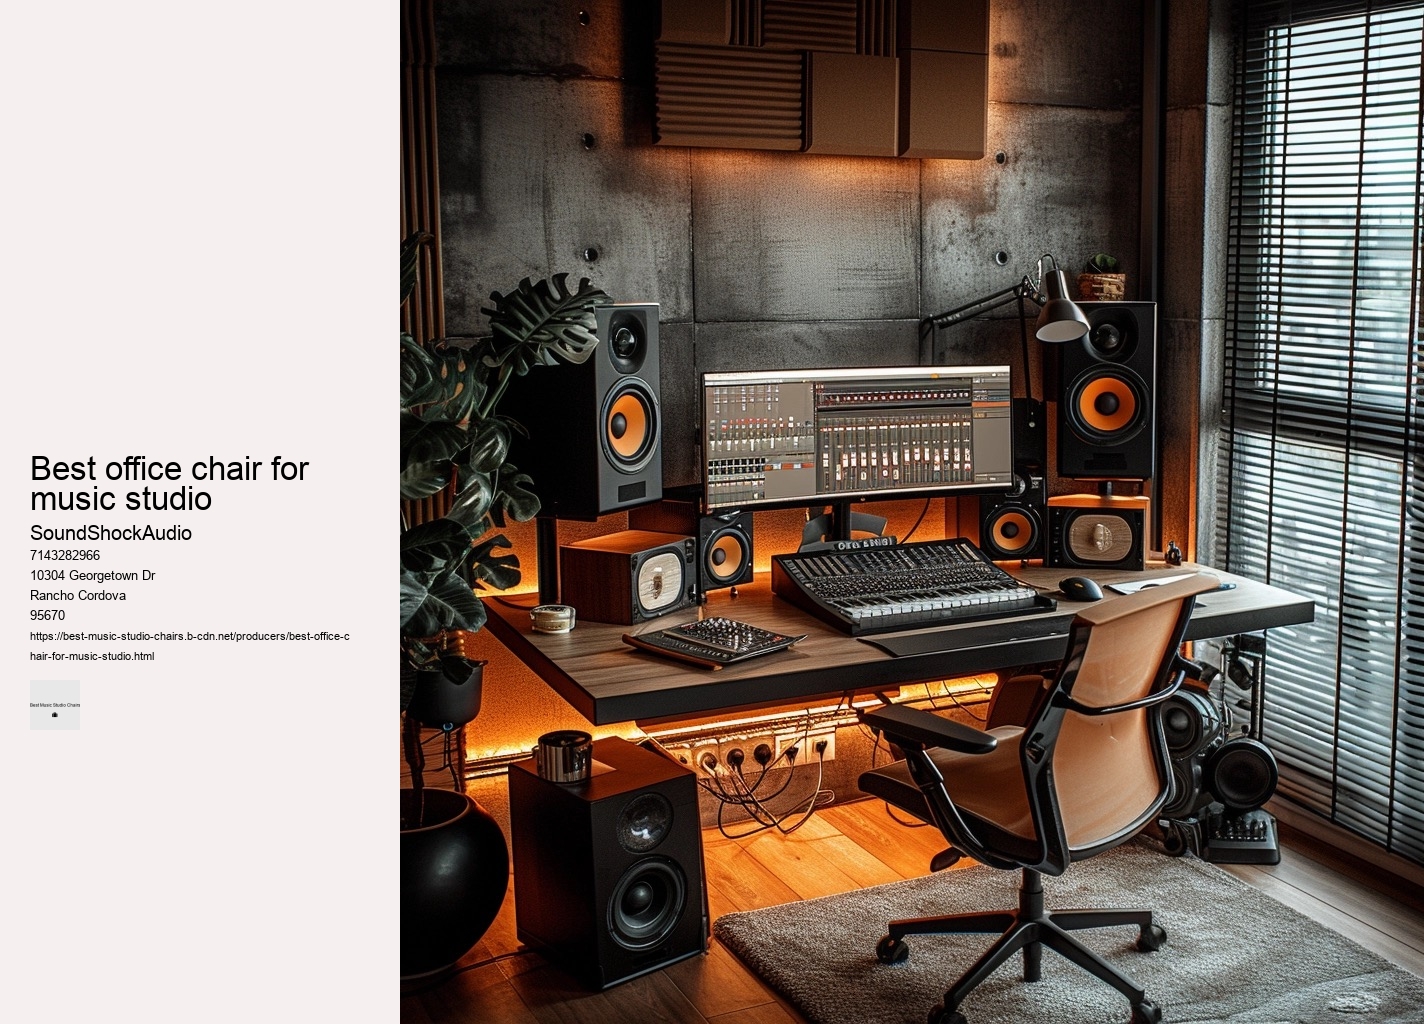 Best office chair for
music studio
SoundShockAudio
7143282966
10304 Georgetown Dr
Rancho Cordova
95670
https://best-music-studio-chairs.b-cdn.net/producers/best-office-c
hair-for-music-studio.html
Best Music Studio Chairs